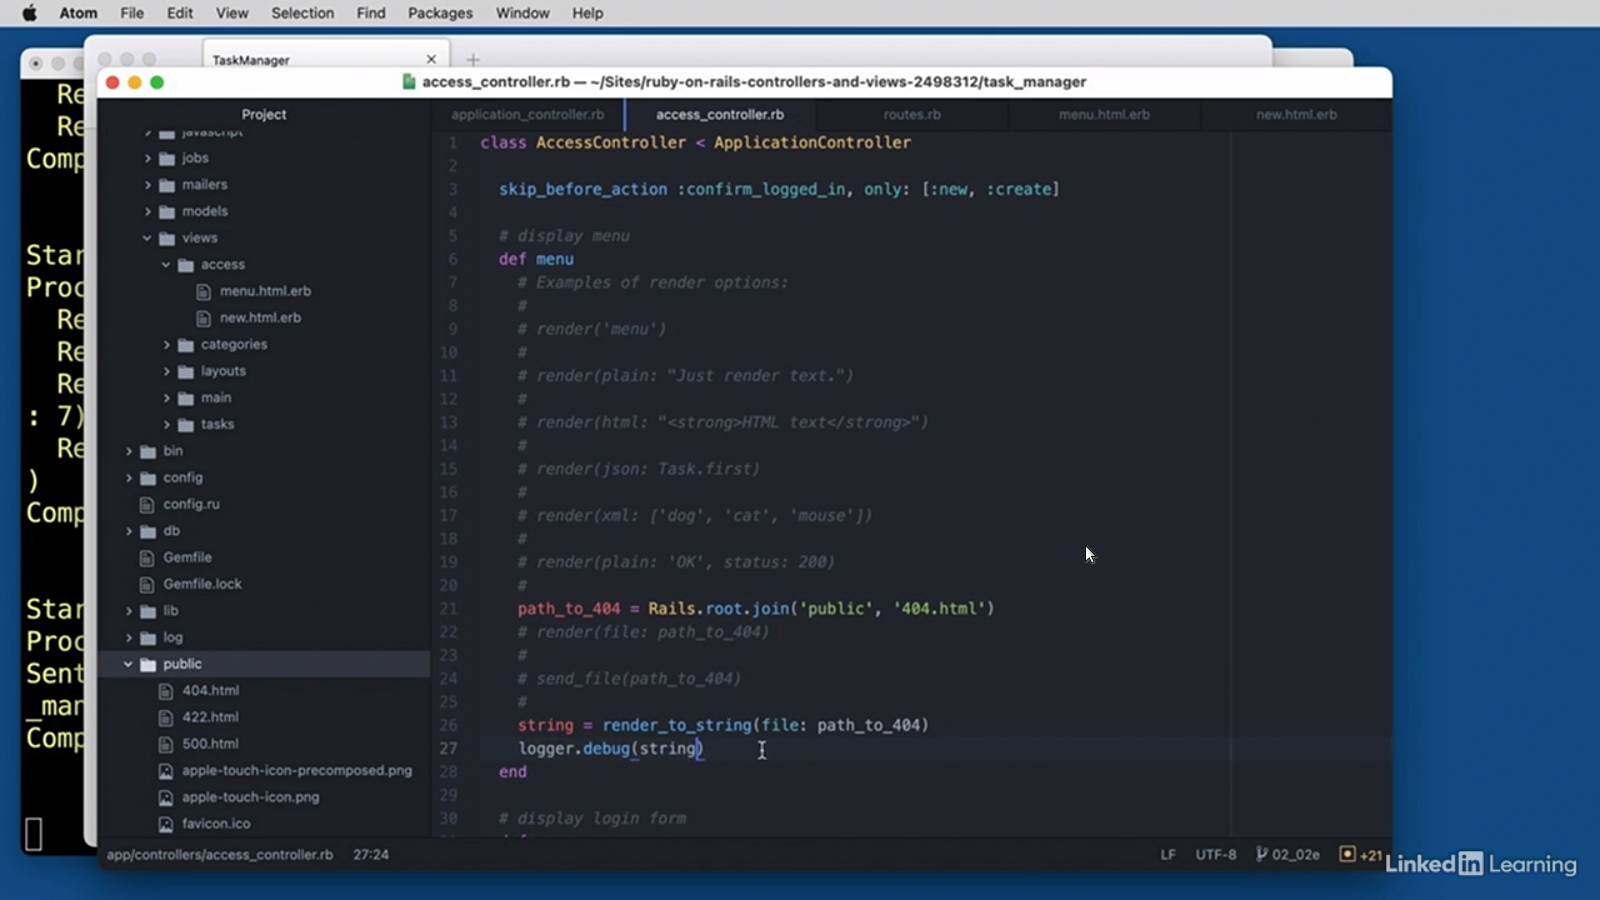 Atom File Edit View Selection Find Packages Window Help
TaskManager
access_controller.rb — ~/Sites/ruby-on-rails-controllers-and-views-2498312/task_manager
Project
application_controller.rb access_controller.rb routes.rb menu.html.erb new.html.erb
javascript
jobs
mailers
models
views
access
menu.html.erb
new.html.erb
categories
layouts
main
tasks
bin
config
config.ru
db
Gemfile
Gemfile.lock
lib
log
public
404.html
422.html
500.html
apple-touch-icon-precomposed.png
apple-touch-icon.png
favicon.ico
1 class AccessController < ApplicationController
2
3 skip_before_action :confirm_logged_in, only: [:new, :create]
4
5 # display menu
6 def menu
7 # Examples of render options:
8 #
9 # render('menu')
10 #
11 # render(plain: "Just render text.")
12 #
13 # render(html: "<strong>HTML text</strong>")
14 #
15 # render(json: Task.first)
16 #
17 # render(xml: ['dog', 'cat', 'mouse'])
18 #
19 # render(plain: 'OK', status: 200)
20 #
21 path_to_404 = Rails.root.join('public', '404.html')
22 # render(file: path_to_404)
23 #
24 # send_file(path_to_404)
25 #
26 string = render_to_string(file: path_to_404)
27 logger.debug(string)
28 end
29
30 # display login form
Re
Re
Comp
Star
Proc
Re
Re
Re
: 7)
Re
)
Comp
Star
Proc
Sent
_mar
Comp
app/controllers/access_controller.rb 27:24 LF UTF-8 02_02e +21
LinkedIn Learning